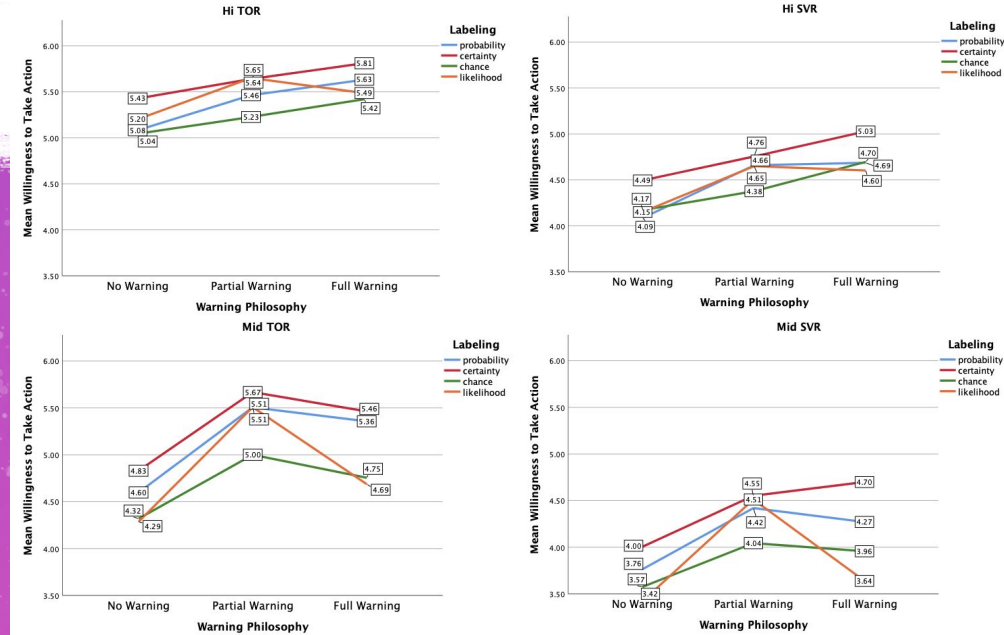 Hi TOR
Mean Willingness to Take Action
6.00
5.50
5.00
4.50
4.00
3.50
5.43
5.20
5.08
5.04
5.65
5.64
5.46
5.23
5.81
5.63
5.49
5.42
No Warning
Partial Warning
Full Warning
Warning Philosophy
Labeling
probability
certainty
chance
likelihood
Hi SVR
Mean Willingness to Take Action
6.00
5.50
5.00
4.50
4.00
3.50
4.49
4.17
4.15
4.09
4.76
4.66
4.65
4.38
5.03
4.70
4.69
4.60
No Warning
Partial Warning
Full Warning
Warning Philosophy
Labeling
probability
certainty
chance
likelihood
Mid TOR
Mean Willingness to Take Action
6.00
5.50
5.00
4.50
4.00
3.50
4.83
4.60
4.32
4.29
5.67
5.51
5.51
5.00
5.46
5.36
4.75
4.69
No Warning
Partial Warning
Full Warning
Warning Philosophy
Labeling
probability
certainty
chance
likelihood
Mid SVR
Mean Willingness to Take Action
6.00
5.50
5.00
4.50
4.00
3.50
4.00
3.76
3.57
3.42
4.55
4.51
4.42
4.04
4.70
4.27
3.96
3.64
No Warning
Partial Warning
Full Warning
Warning Philosophy
Labeling
probability
certainty
chance
likelihood